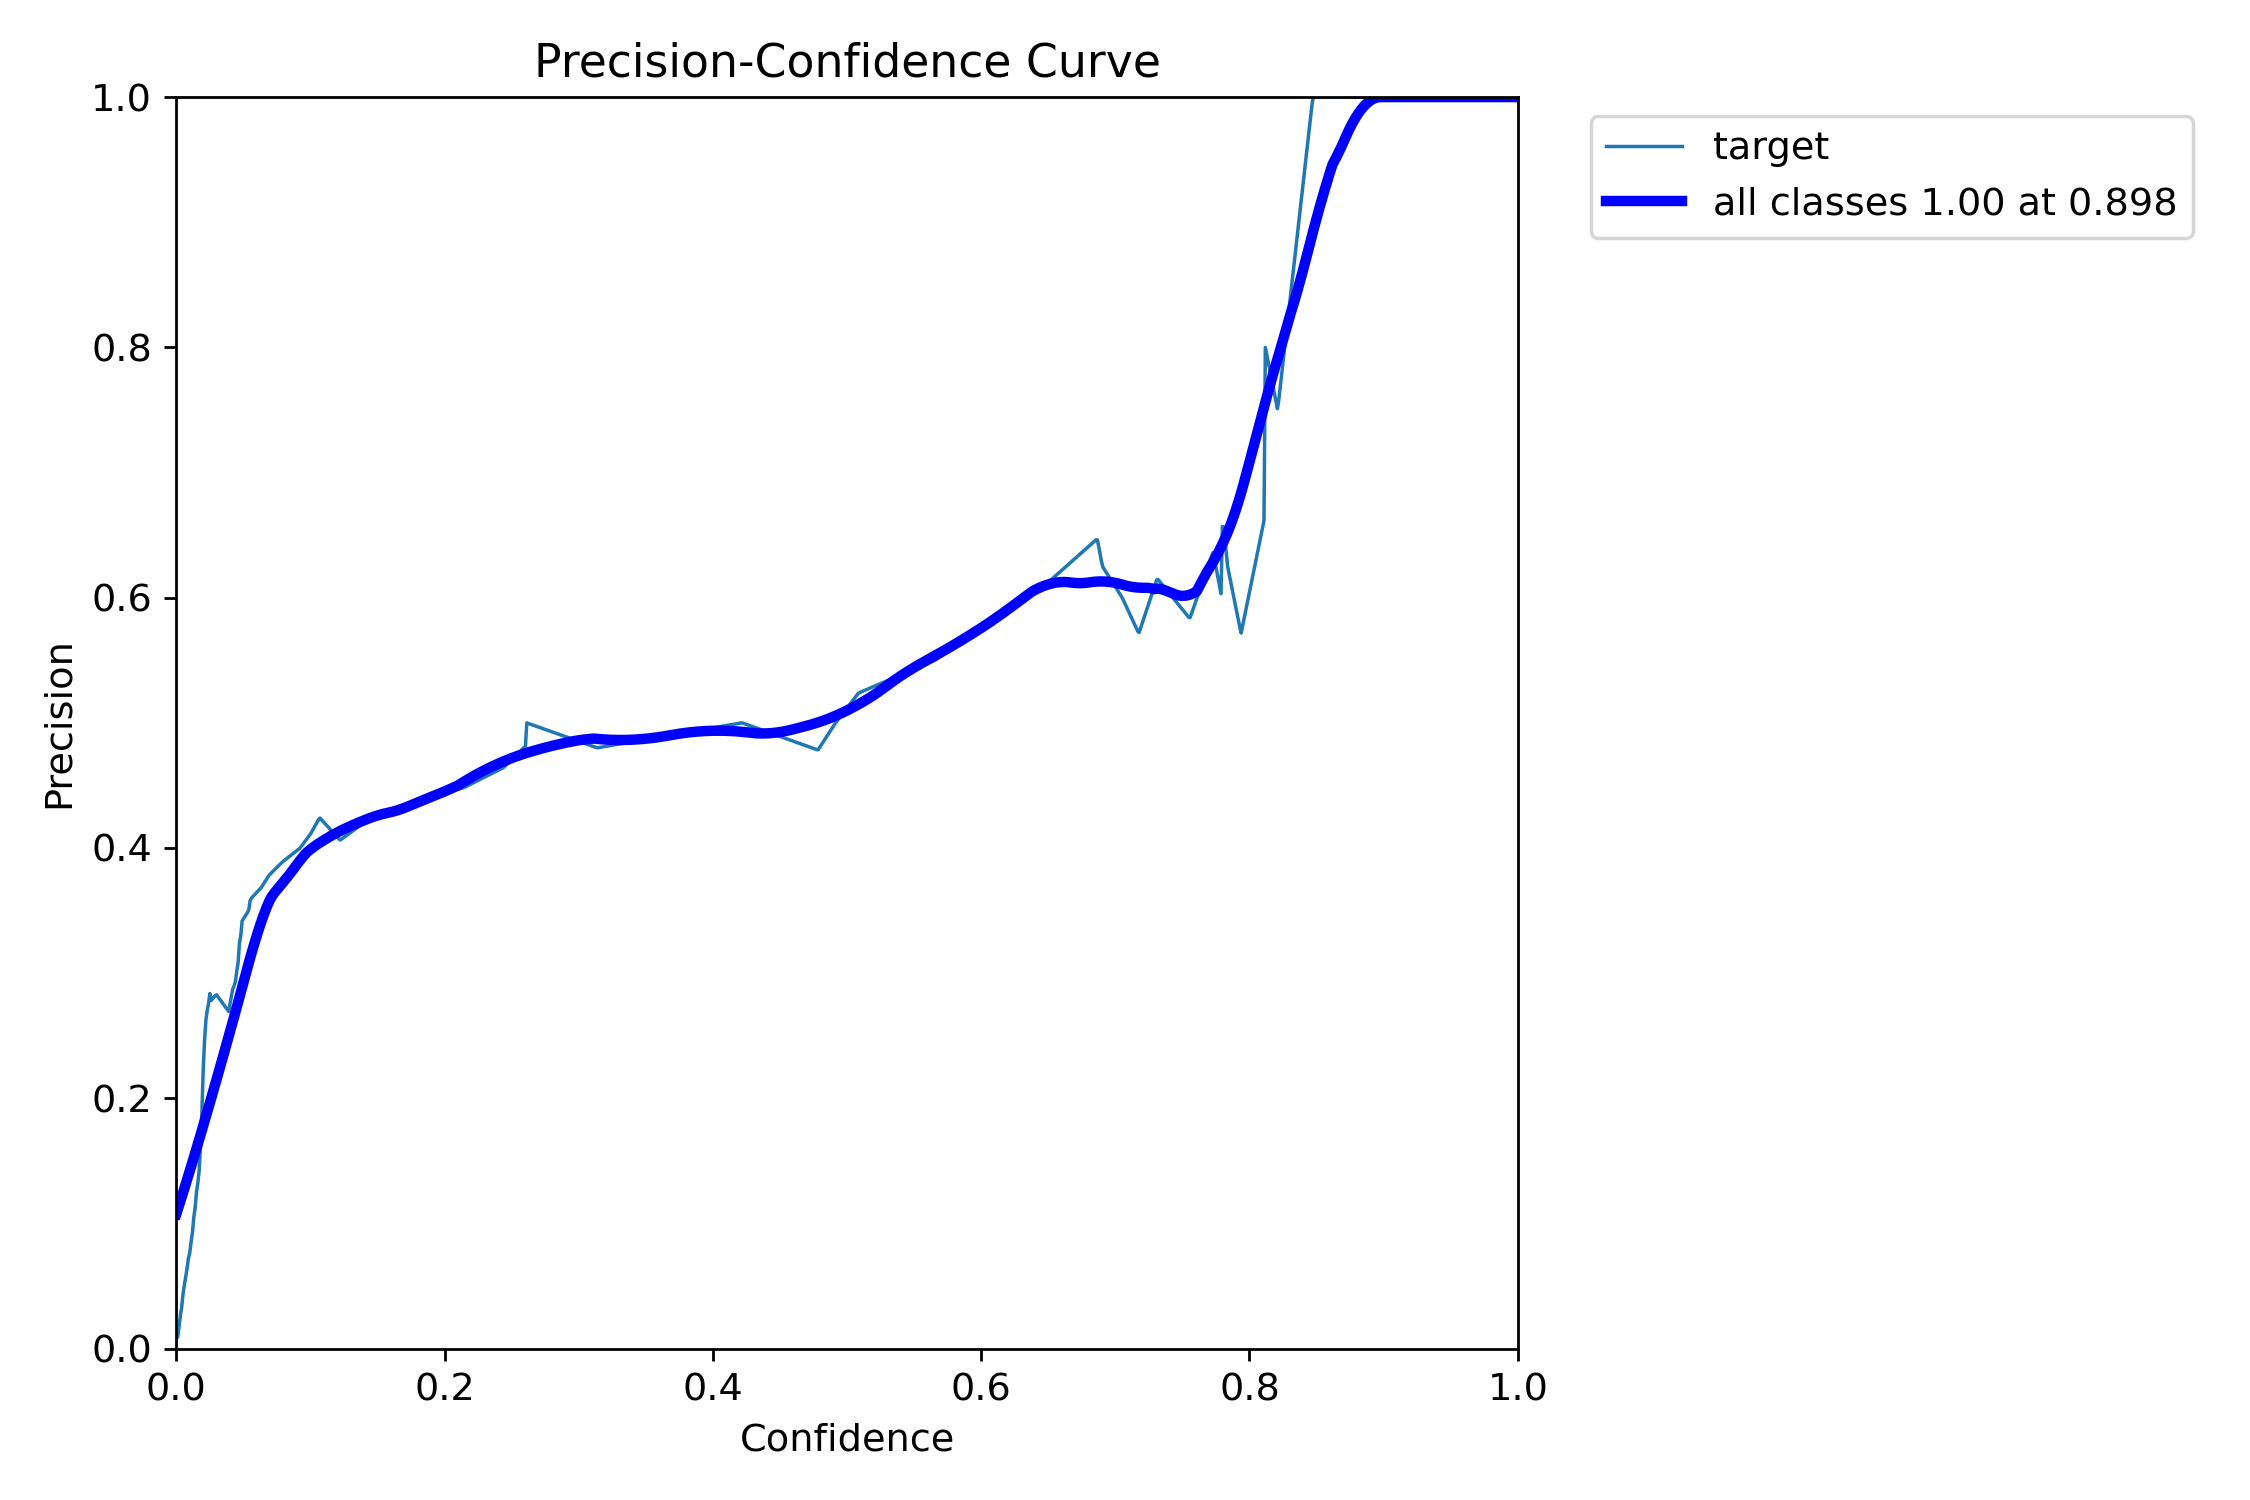 Precision-Confidence Curve
1.0
0.8
0.6
0.4
0.2
0.0
Precision
0.0 0.2 0.4 0.6 0.8 1.0
Confidence
target
all classes 1.00 at 0.898